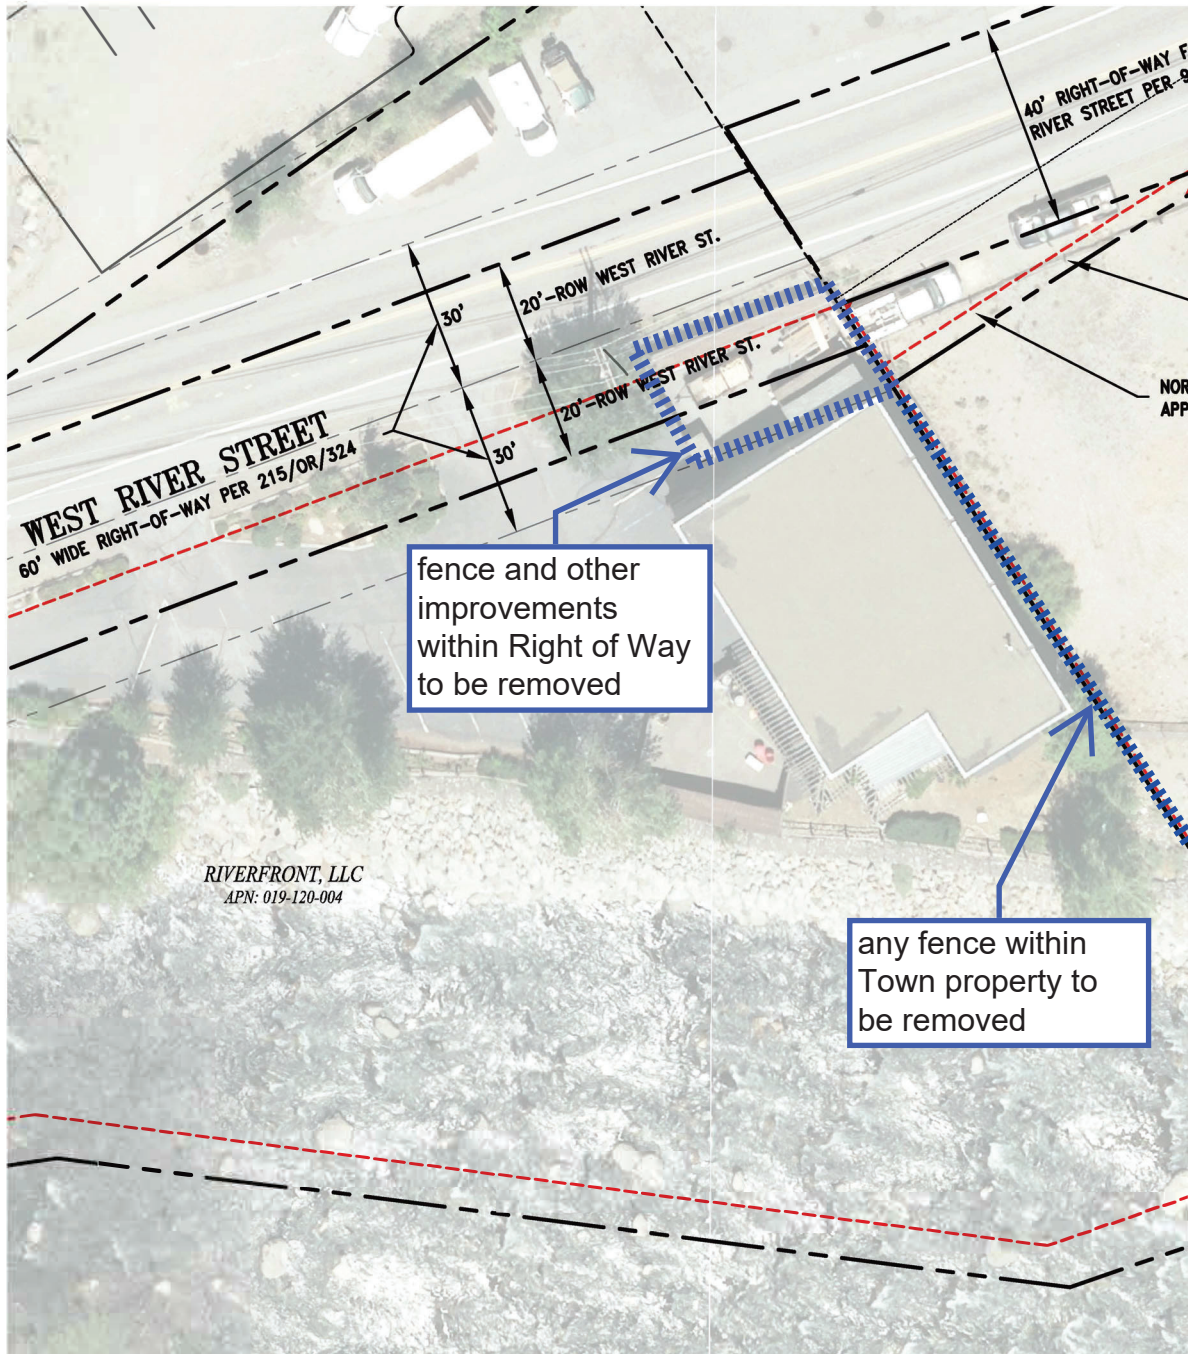 40' RIGHT-OF-WAY F
RIVER STREET PER 9
20'-ROW WEST RIVER ST.
30'
20'-ROW WEST RIVER ST.
30'
WEST RIVER STREET
60' WIDE RIGHT-OF-WAY PER 215/OR/324
NOR
APP
fence and other
improvements
within Right of Way
to be removed
RIVERFRONT, LLC
APN: 019-120-004
any fence within
Town property to
be removed